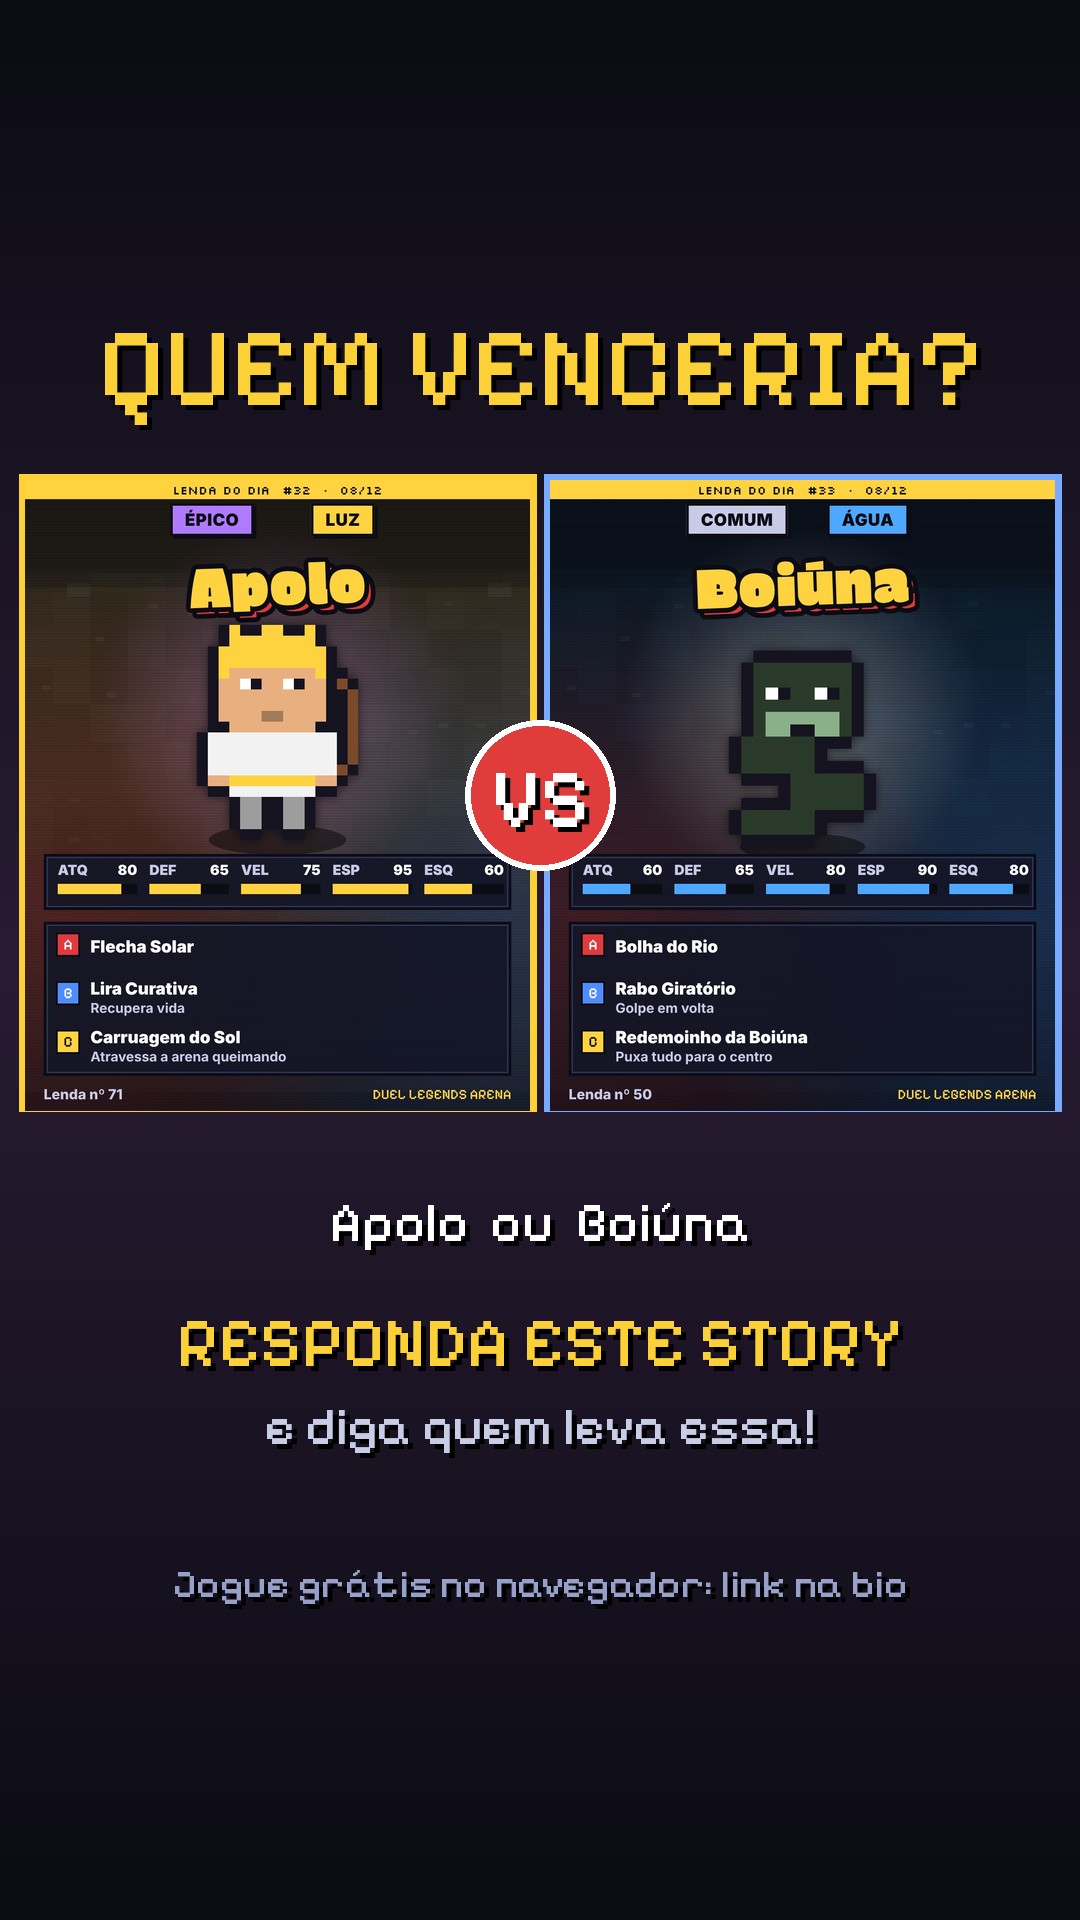 QUEM VENCERIA?
LENDA DO DIA #32 · 08/12
ÉPICO LUZ
Apolo
ATQ 80 DEF 65 VEL 75 ESP 95 ESQ 60
A Flecha Solar
B Lira Curativa
Recupera vida
C Carruagem do Sol
Atravessa a arena queimando
Lenda nº 71 DUEL LEGENDS ARENA
VS
LENDA DO DIA #33 · 08/12
COMUM ÁGUA
Boiúna
ATQ 60 DEF 65 VEL 80 ESP 90 ESQ 80
A Bolha do Rio
B Rabo Giratório
Golpe em volta
C Redemoinho da Boiúna
Puxa tudo para o centro
Lenda nº 50 DUEL LEGENDS ARENA
Apolo ou Boiúna
RESPONDA ESTE STORY
e diga quem leva essa!
Jogue grátis no navegador: link na bio